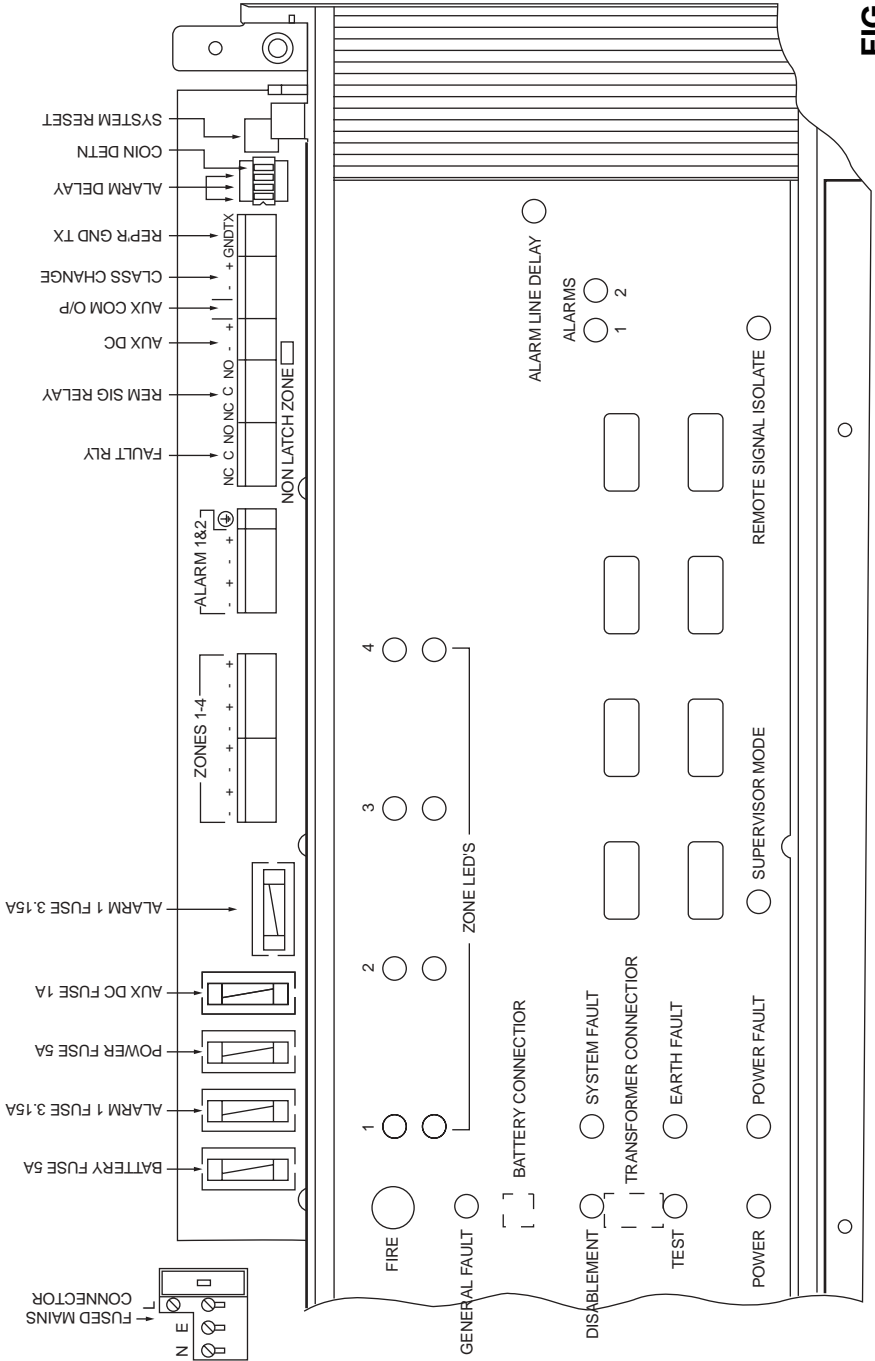 FIG
SYSTEM RESET
COIN DETN
ALARM DELAY
REP'R GND TX
CLASS CHANGE
AUX COM O/P
AUX DC
REM SIG RELAY
FAULT RLY
NC C NO NC C NO - + - + GNDTX
NON LATCH ZONE
ALARM 1&2
- + - +
ZONES 1-4
- + - + - + - +
ALARM 1 FUSE 3.15A
AUX DC FUSE 1A
POWER FUSE 5A
ALARM 1 FUSE 3.15A
BATTERY FUSE 5A
FUSED MAINS
CONNECTOR
N E L
FIRE
1 2 3 4
ZONE LED'S
GENERAL FAULT
BATTERY CONNECTIOR
ALARM LINE DELAY
DISABLEMENT
SYSTEM FAULT
ALARMS
1 2
TRANSFORMER CONNECTION
TEST
EARTH FAULT
POWER
POWER FAULT
SUPERVISOR MODE
REMOTE SIGNAL ISOLATE